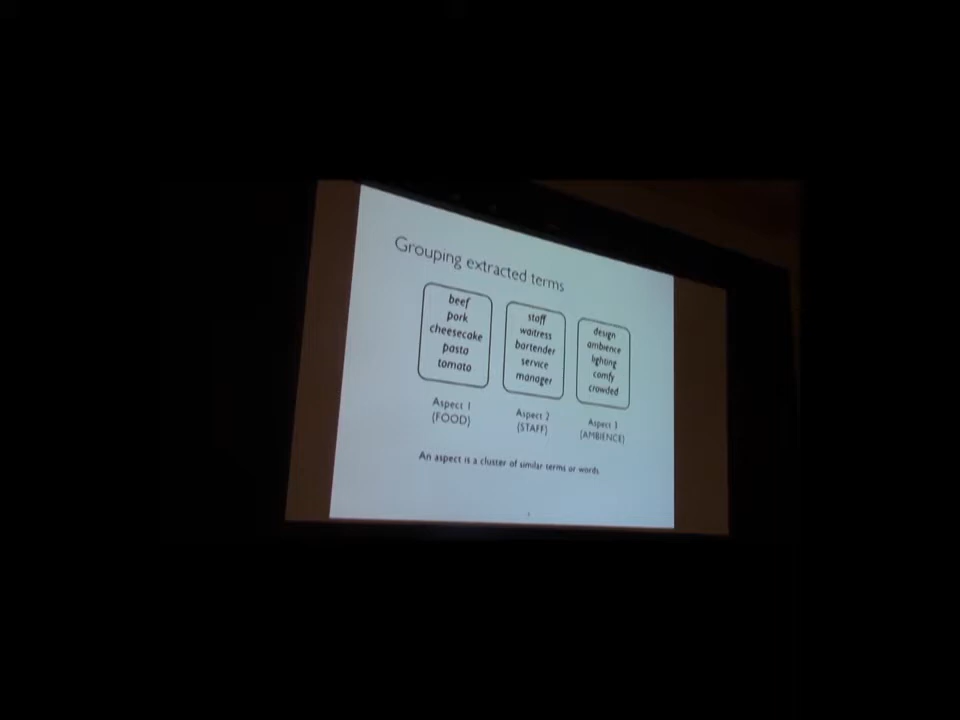 Grouping extracted terms
beef
pork
cheesecake
pasta
tomato
Aspect 1
(FOOD)
staff
waitress
bartender
service
manager
Aspect 2
(STAFF)
design
ambience
lighting
comfy
crowded
Aspect 3
(AMBIENCE)
An aspect is a cluster of similar terms or words